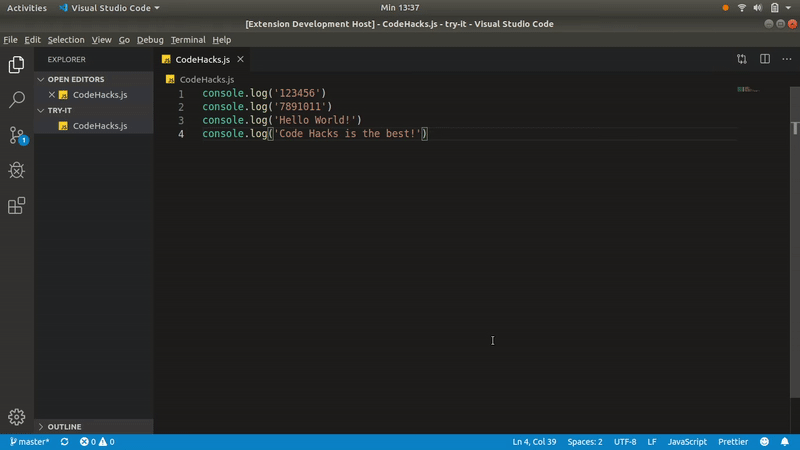 Activities Visual Studio Code Min 13:37
[Extension Development Host] - CodeHacks.js - try-it - Visual Studio Code
File Edit Selection View Go Debug Terminal Help
EXPLORER
OPEN EDITORS
CodeHacks.js
TRY-IT
JS CodeHacks.js
OUTLINE
JS CodeHacks.js
JS CodeHacks.js
1 console.log('123456')
2 console.log('7891011')
3 console.log('Hello World!')
4 console.log('Code Hacks is the best!')
1
master* 0 0 Ln 4, Col 39 Spaces: 2 UTF-8 LF JavaScript Prettier